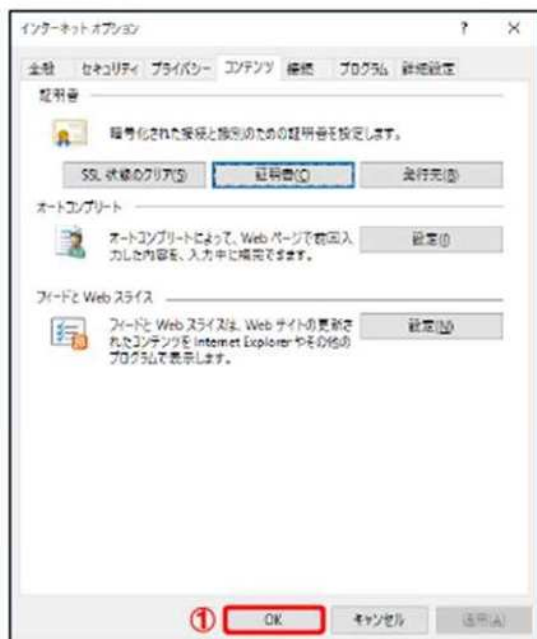 インターネット オプション ? ×
全般 セキュリティ プライバシー コンテンツ 接続 プログラム 詳細設定
証明書
暗号化された接続と識別のための証明書を設定します。
SSL 状態のクリア(S) 証明書(C) 発行元(B)
オートコンプリート
オートコンプリートによって、Web ページで前回入
力した内容を、入力中に補完できます。
設定(I)
フィードと Web スライス
フィードと Web スライスは、Web サイトの更新さ
れたコンテンツを Internet Explorer やその他の
プログラムで表示します。
設定(N)
① OK キャンセル 適用(A)